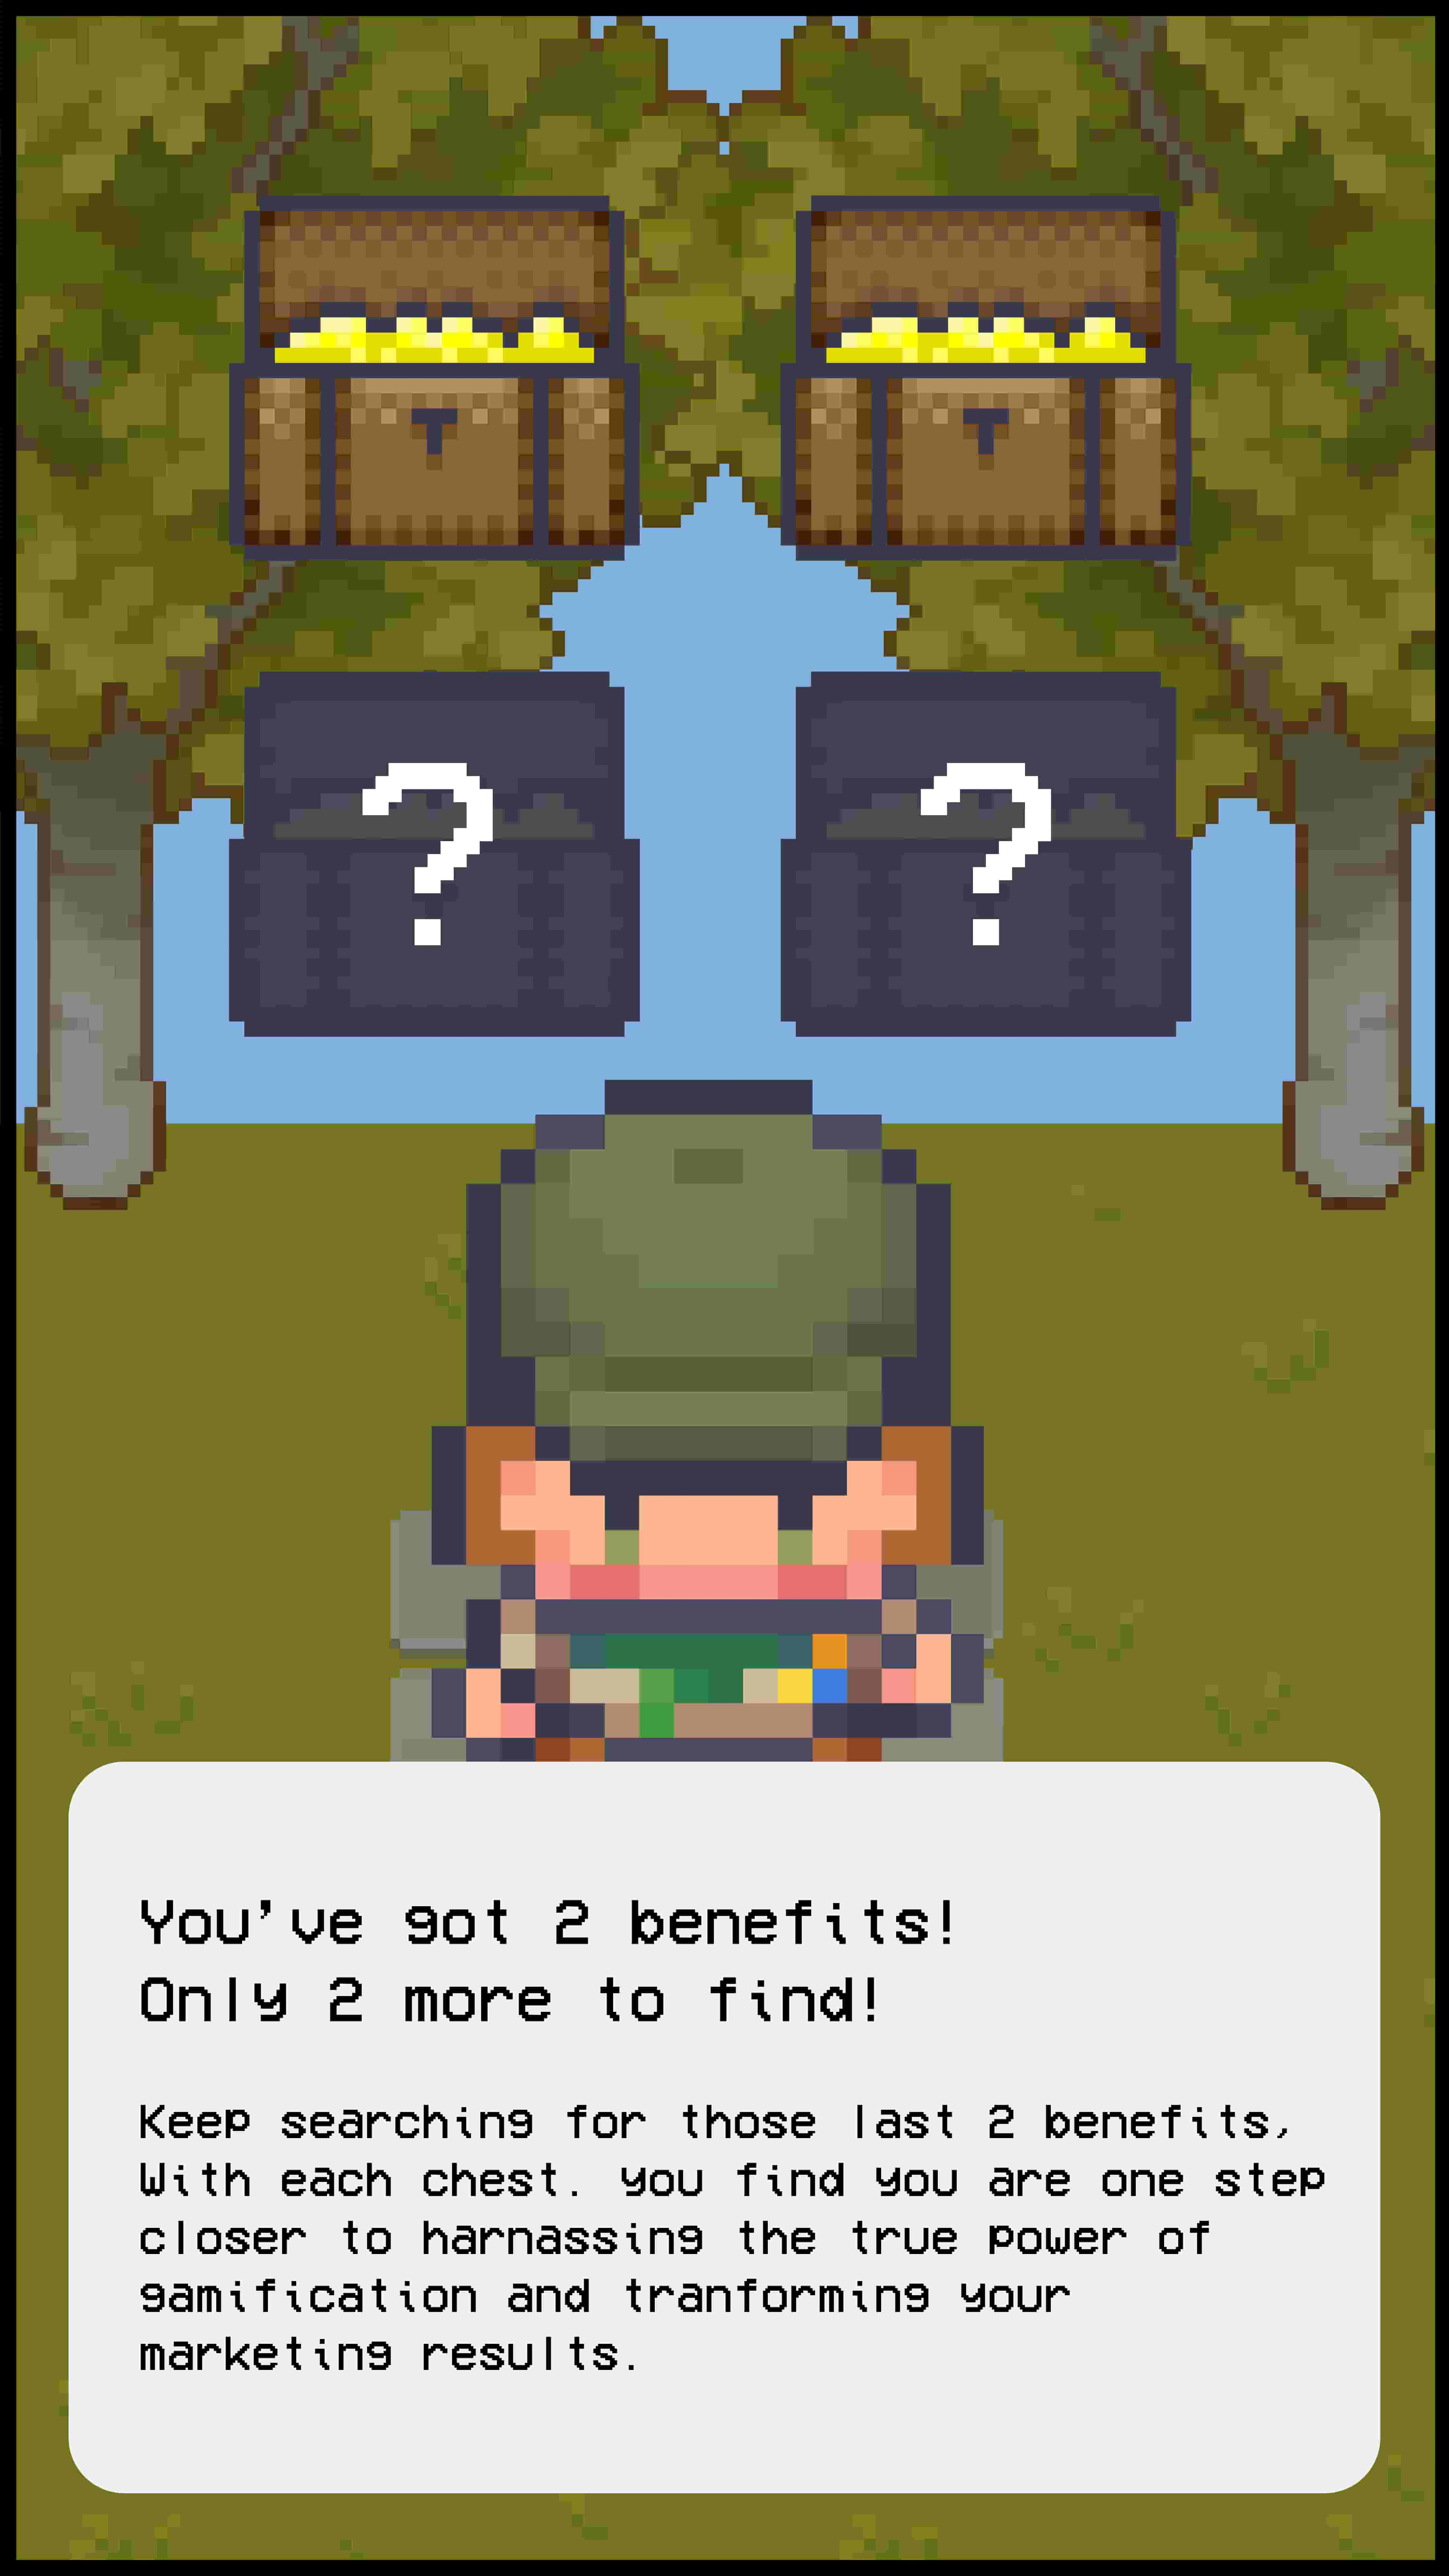 ?
?
You've got 2 benefits!
Only 2 more to find!
Keep searching for those last 2 benefits,
With each chest. you find you are one step
closer to harnassing the true power of
gamification and tranforming your
marketing results.